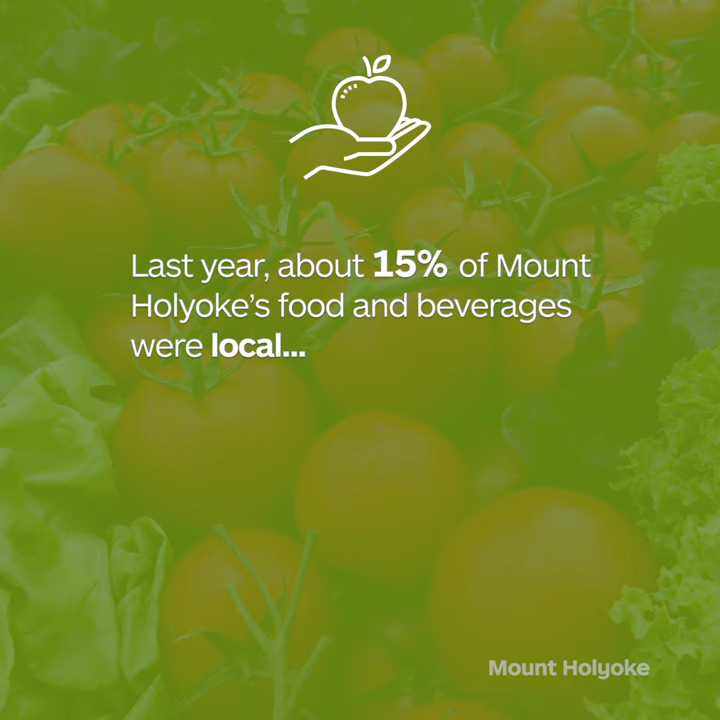 Last year, about 15% of Mount
Holyoke’s food and beverages
were local...
Mount Holyoke